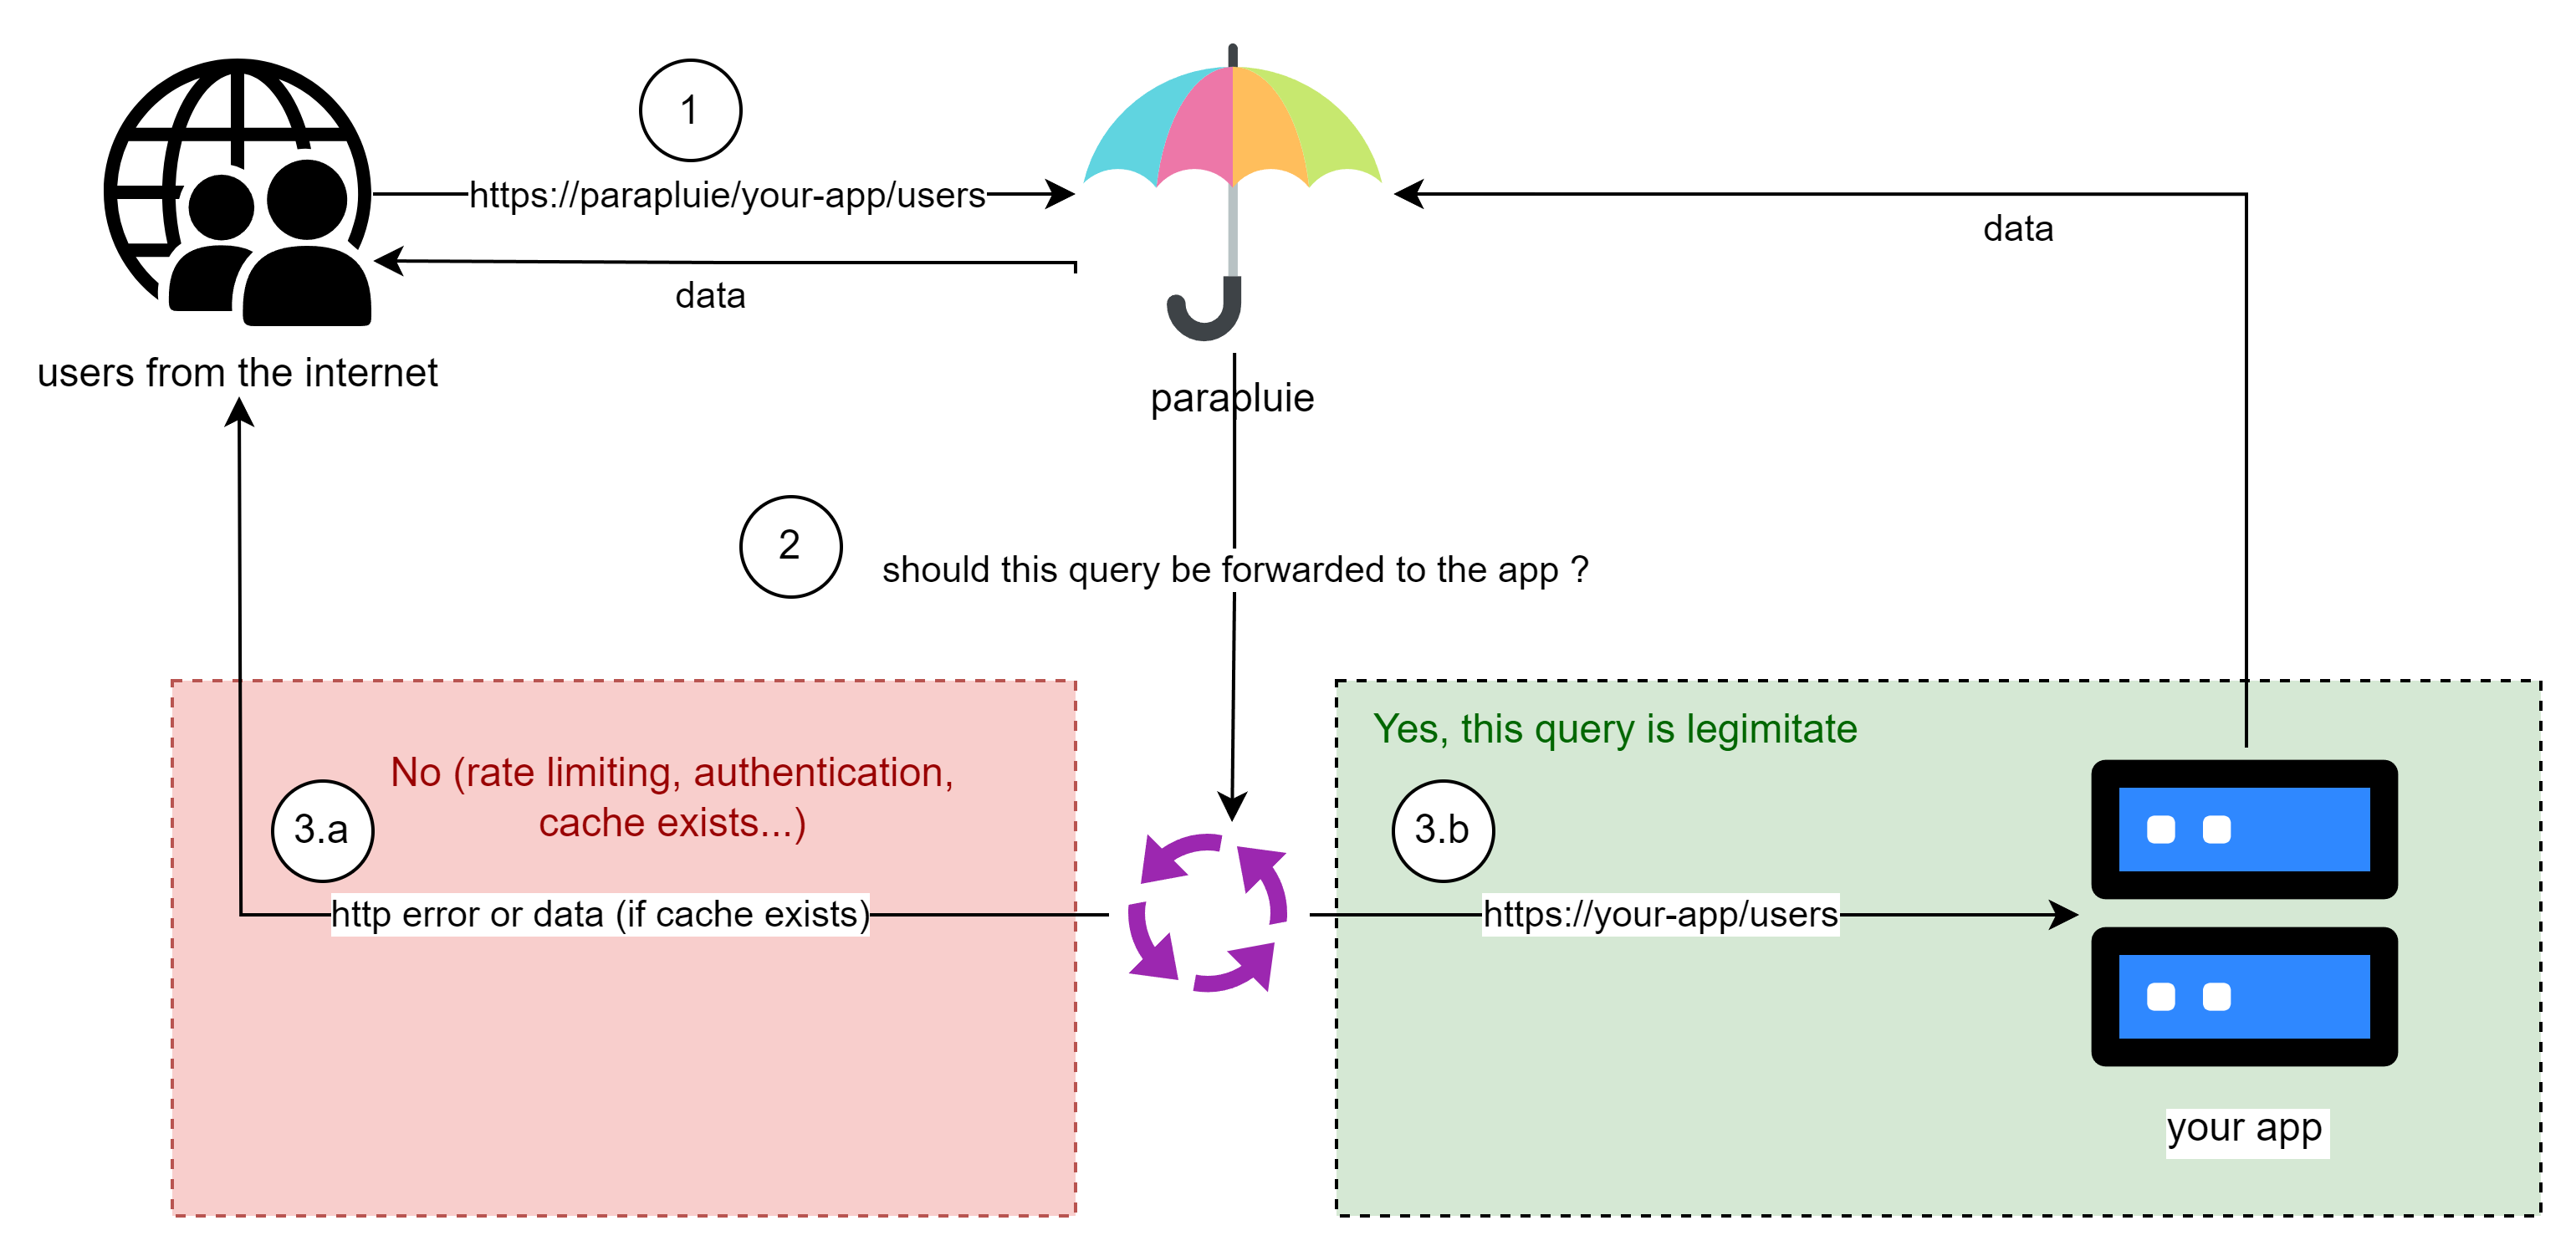 1
https://parapluie/your-app/users
data
data
users from the internet
parapluie
2
should this query be forwarded to the app ?
No (rate limiting, authentication,
cache exists...)
3.a
http error or data (if cache exists)
Yes, this query is legimitate
3.b
https://your-app/users
your app